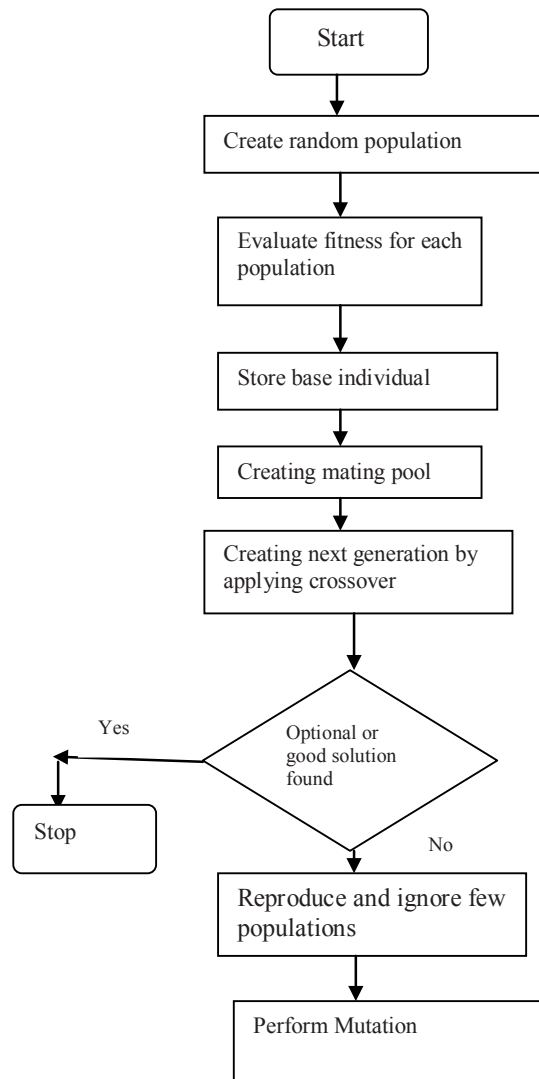 Start
Create random population
Evaluate fitness for each
population
Store base individual
Creating mating pool
Creating next generation by
applying crossover
Yes
Optional or
good solution
found
Stop
No
Reproduce and ignore few
populations
Perform Mutation